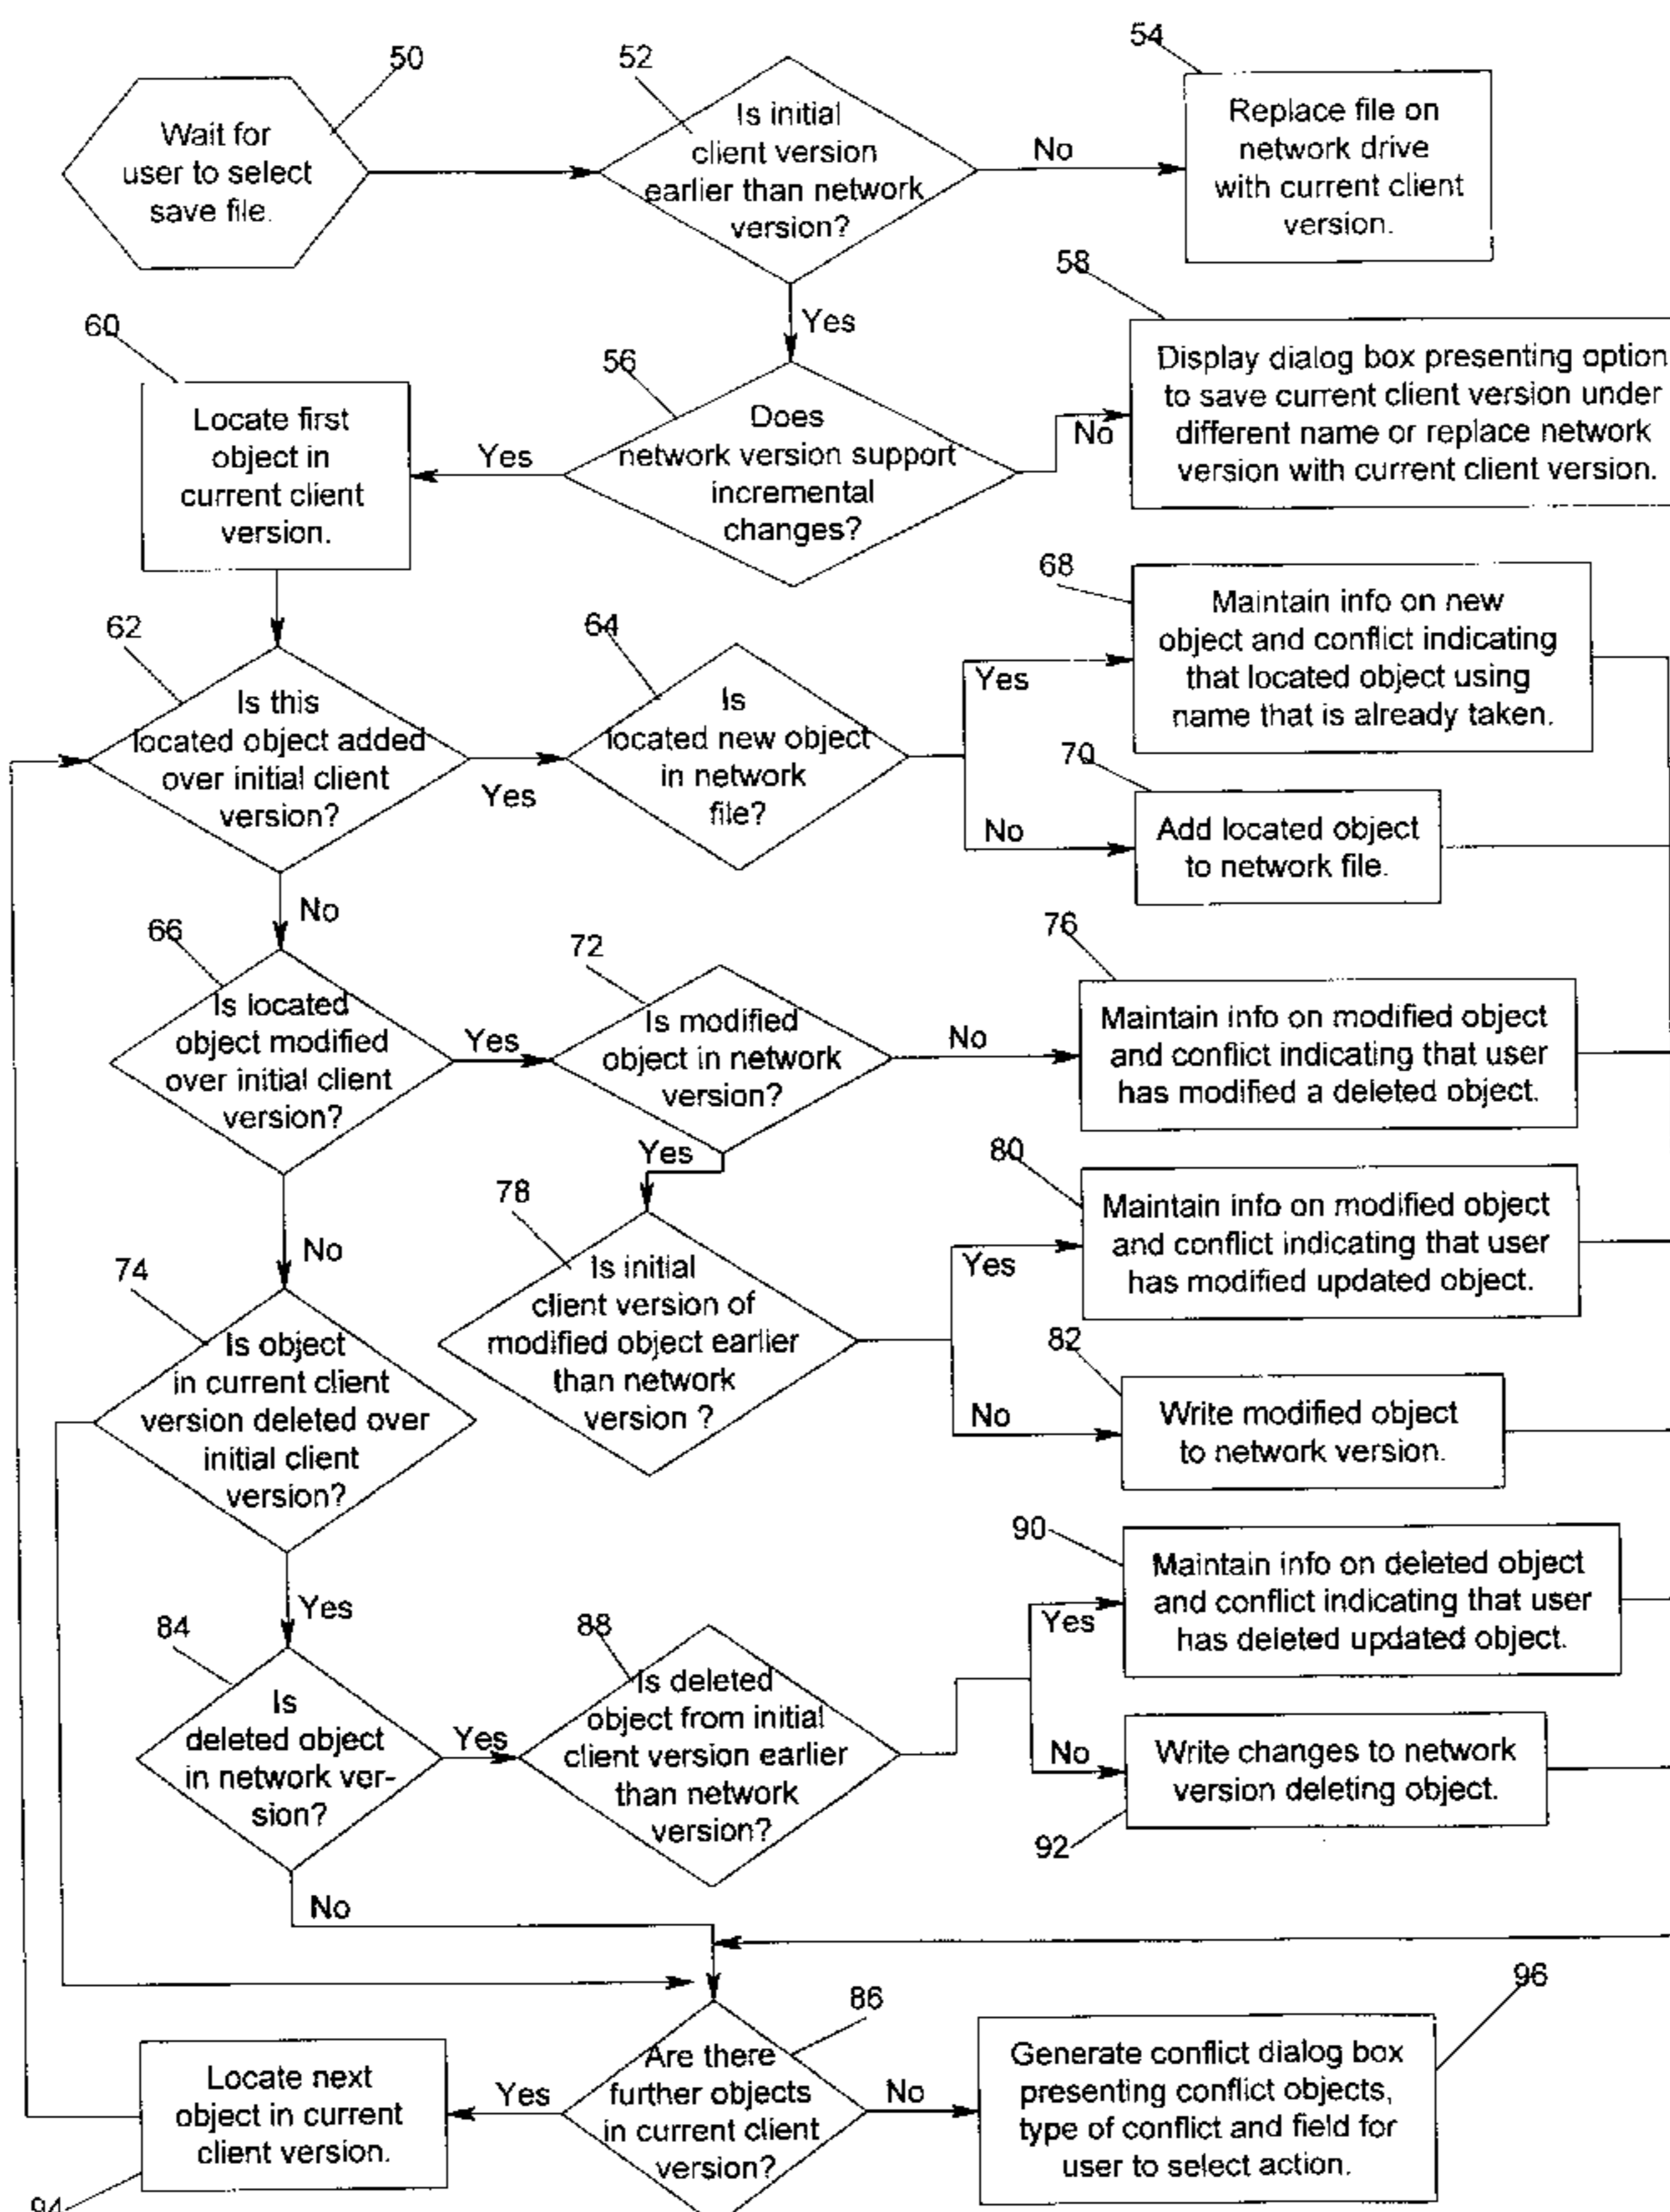 50
52
54
Wait for
user to select
save file.
Is initial
client version
earlier than network
version?
No
Replace file on
network drive
with current client
version.
Yes
58
60
56
Locate first
object in
current client
version.
Yes
Does
network version support
incremental
changes?
No
Display dialog box presenting option
to save current client version under
different name or replace network
version with current client version.
62
64
68
Is this
located object added
over initial client
version?
Yes
Is
located new object
in network
file?
Yes
Maintain info on new
object and conflict indicating
that located object using
name that is already taken.
70
No
Add located object
to network file.
No
66
72
76
Is located
object modified
over initial client
version?
Yes
Is modified
object in network
version?
No
Maintain info on modified object
and conflict indicating that user
has modified a deleted object.
Yes
No
74
78
80
Is initial
client version of
modified object earlier
than network
version ?
Yes
Maintain info on modified object
and conflict indicating that user
has modified updated object.
82
No
Write modified object
to network version.
Is object
in current client
version deleted over
initial client
version?
Yes
84
88
90
Is
deleted object
in network ver-
sion?
Yes
Is deleted
object from initial
client version earlier
than network
version?
Yes
Maintain info on deleted object
and conflict indicating that user
has deleted updated object.
No
Write changes to network
version deleting object.
92
No
86
96
Locate next
object in current
client version.
Yes
Are there
further objects
in current client
version?
No
Generate conflict dialog box
presenting conflict objects,
type of conflict and field for
user to select action.
94